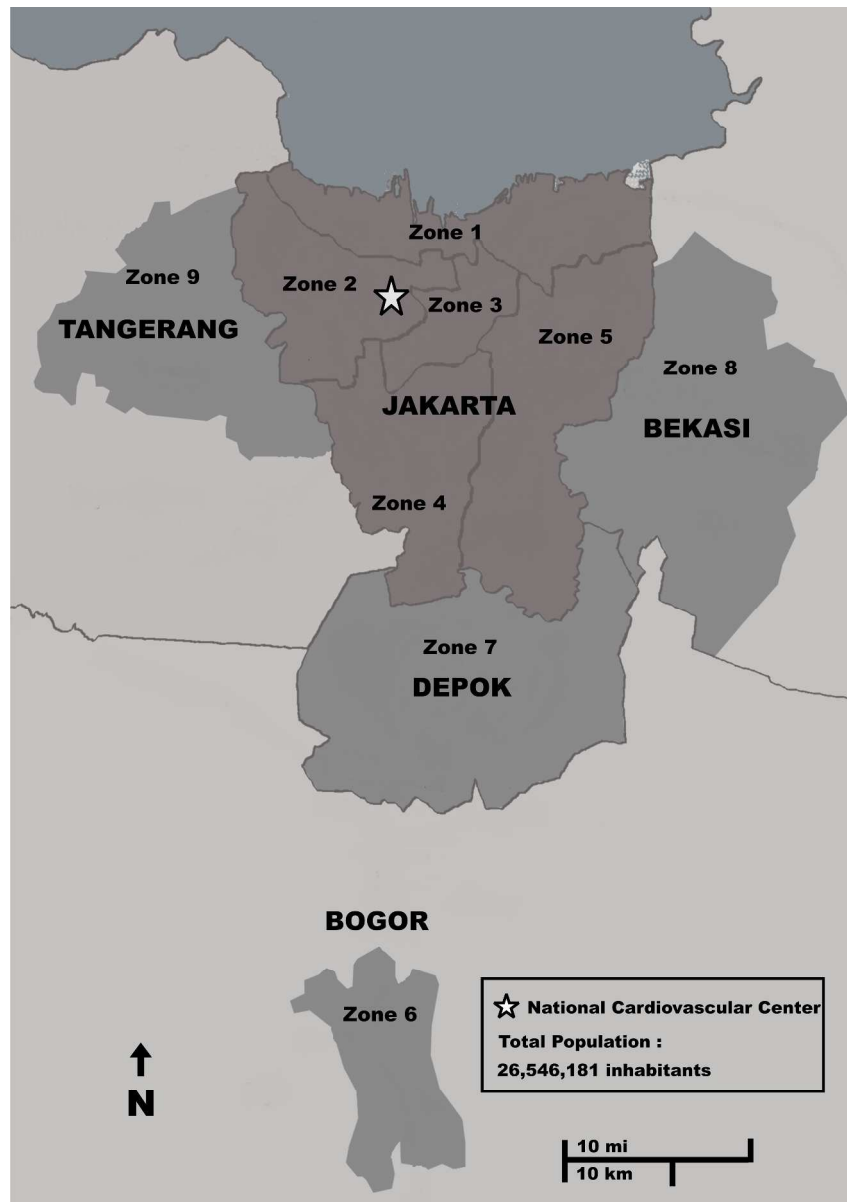 Zone 1
Zone 9
Zone 2
Zone 3
TANGERANG
Zone 5
Zone 8
JAKARTA
BEKASI
Zone 4
Zone 7
DEPOK
BOGOR
Zone 6
National Cardiovascular Center
Total Population :
26,546,181 inhabitants
N
10 mi
10 km